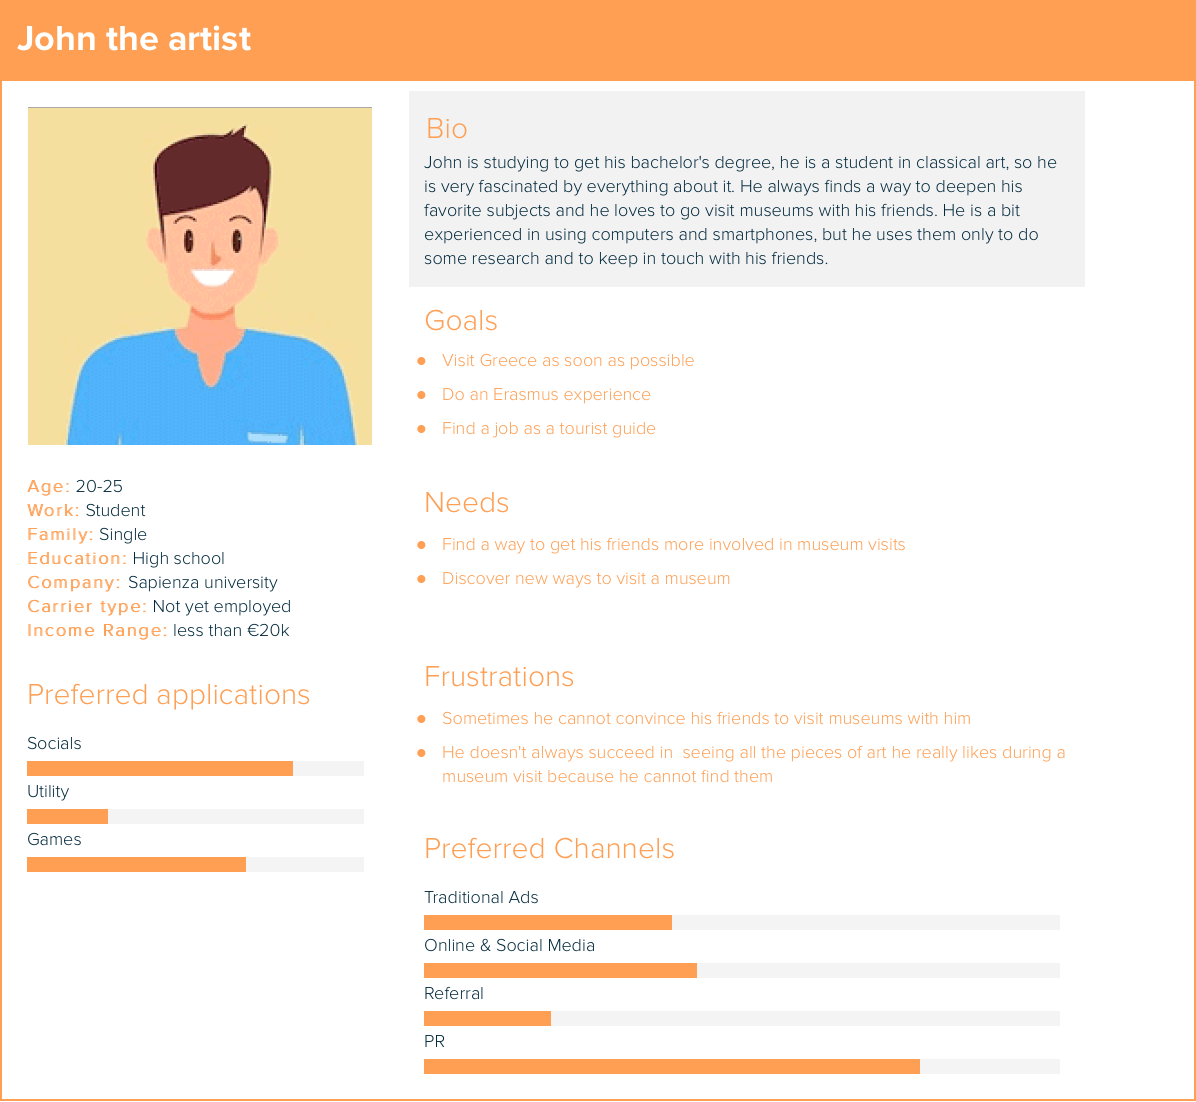 John the artist
Bio
John is studying to get his bachelor's degree, he is a student in classical art, so he
is very fascinated by everything about it. He always finds a way to deepen his
favorite subjects and he loves to go visit museums with his friends. He is a bit
experienced in using computers and smartphones, but he uses them only to do
some research and to keep in touch with his friends.
Goals
Visit Greece as soon as possible
Do an Erasmus experience
Find a job as a tourist guide
Needs
Find a way to get his friends more involved in museum visits
Discover new ways to visit a museum
Frustrations
Sometimes he cannot convince his friends to visit museums with him
He doesn't always succeed in  seeing all the pieces of art he really likes during a
museum visit because he cannot find them
Preferred Channels
Traditional Ads
Online & Social Media
Referral
PR
Age: 20-25
Work: Student
Family: Single
Education: High school
Company: Sapienza university
Carrier type: Not yet employed
Income Range: less than €20k
Preferred applications
Socials
Utility
Games